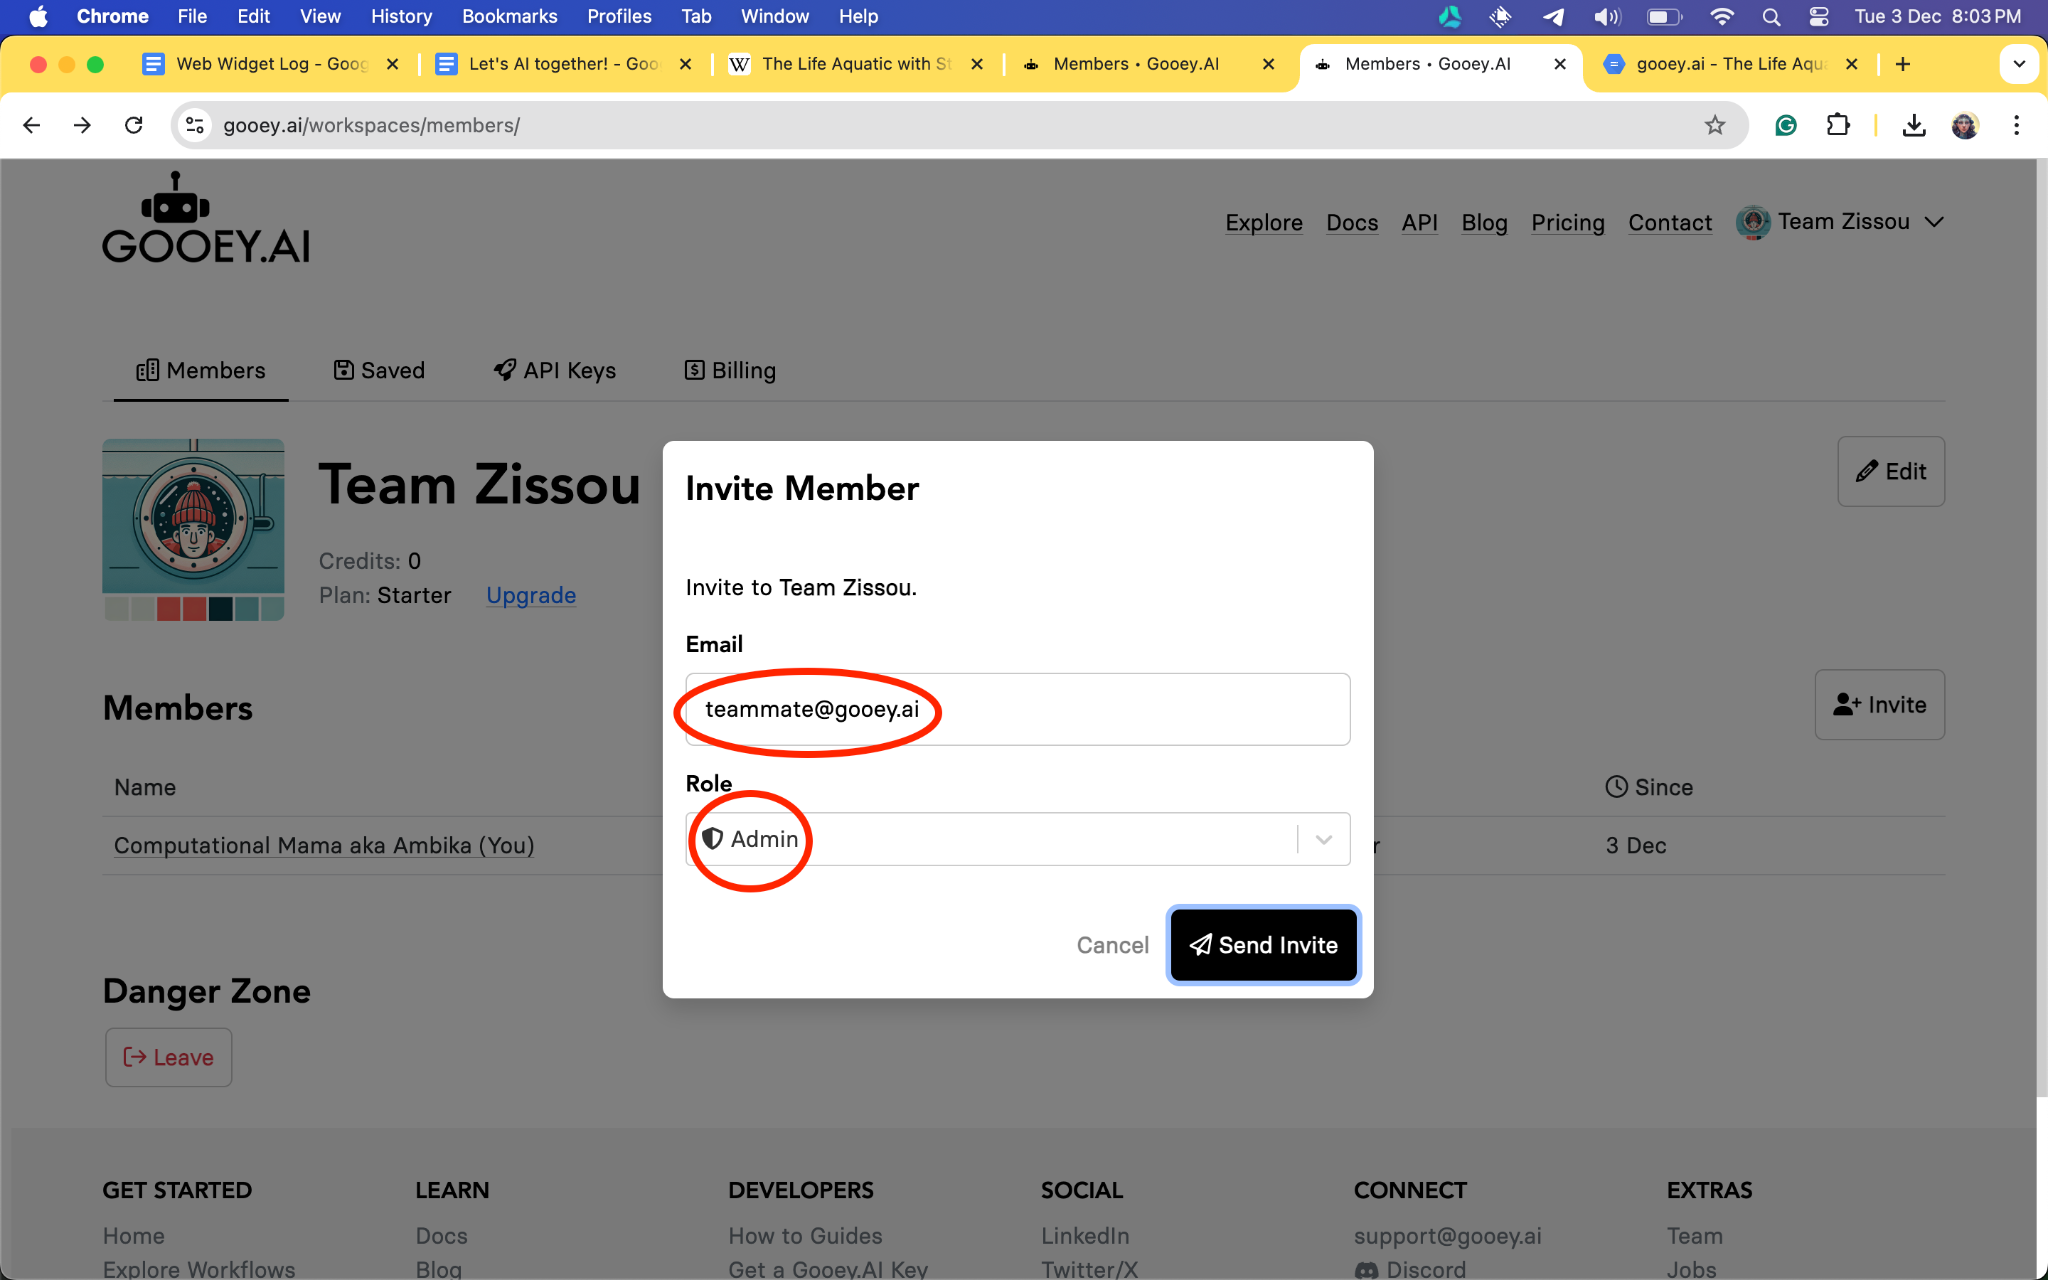 Chrome File Edit View History Bookmarks Profiles Tab Window Help Tue 3 Dec 8:03 PM
Web Widget Log - Goog Let's AI together! - Goo The Life Aquatic with St Members • Gooey.AI Members • Gooey.AI gooey.ai - The Life Aqua
gooey.ai/workspaces/members/
GOOEY.AI
Explore Docs API Blog Pricing Contact Team Zissou
Members Saved API Keys Billing
Team Zissou
Edit
Credits: 0
Plan: Starter Upgrade
Invite Member
Invite to Team Zissou.
Email
teammate@gooey.ai
Role
Admin
Cancel Send Invite
Members
Invite
Name Since
Computational Mama aka Ambika (You) r 3 Dec
Danger Zone
Leave
GET STARTED LEARN DEVELOPERS SOCIAL CONNECT EXTRAS
Home Docs How to Guides LinkedIn support@gooey.ai Team
Explore Workflows Blog Get a Gooey.AI Key Twitter/X Discord Jobs